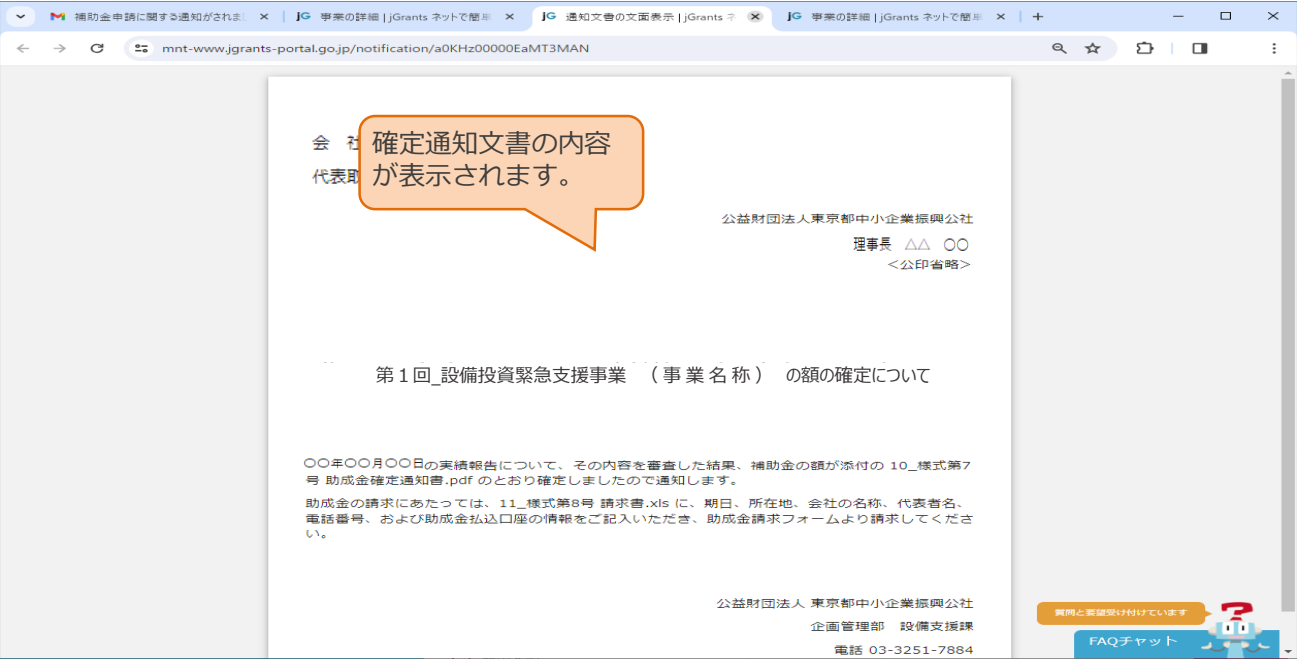 補助金申請に関する通知がされま
JG 事業の詳細 | jGrants ネットで簡単
JG 通知文書の文面表示 | jGrants ネ
JG 事業の詳細 | jGrants ネットで簡単
mnt-www.jgrants-portal.go.jp/notification/a0KHz00000EaMT3MAN
会 社
代表取
確定通知文書の内容
が表示されます。
公益財団法人東京都中小企業振興公社
理事長 △△ 〇〇
＜公印省略＞
第１回_設備投資緊急支援事業 （事業名称） の額の確定について
〇〇年〇〇月〇〇日の実績報告について、その内容を審査した結果、補助金の額が添付の 10_様式第7
号 助成金確定通知書.pdf のとおり確定しましたので通知します。
助成金の請求にあたっては、11_様式第8号 請求書.xls に、期日、所在地、会社の名称、代表者名、
電話番号、および助成金払込口座の情報をご記入いただき、助成金請求フォームより請求してくださ
い。
公益財団法人 東京都中小企業振興公社
企画管理部 設備支援課
電話 03-3251-7884
質問と要望受け付けています
FAQチャット